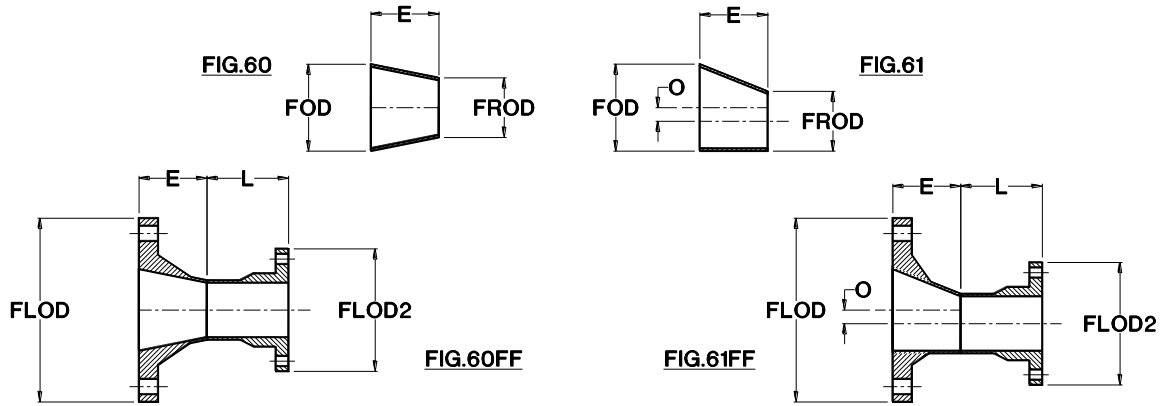 E
FIG.60
FOD
FROD
E
FIG.61
O
FOD
FROD
E
L
FLOD
FLOD2
FIG.60FF
E
L
O
FLOD
FLOD2
FIG.61FF